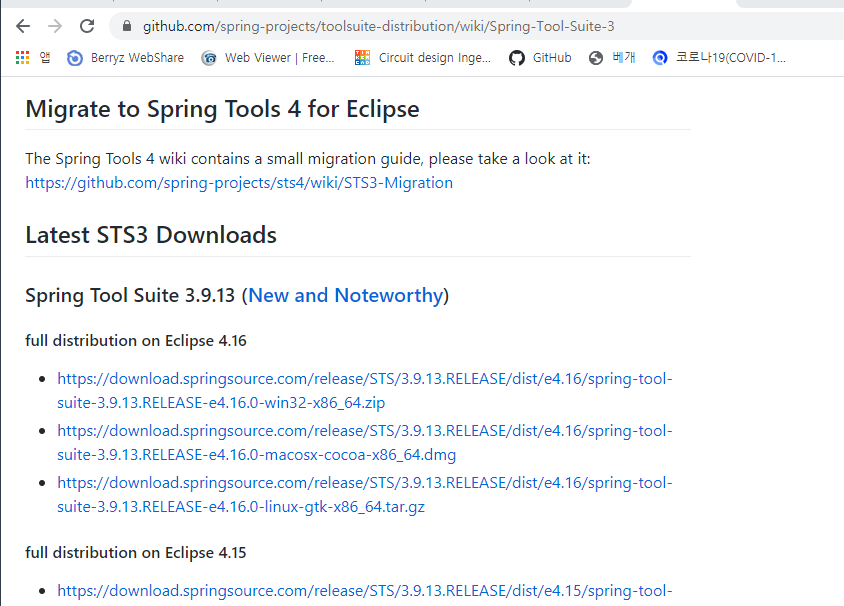 github.com/spring-projects/toolsuite-distribution/wiki/Spring-Tool-Suite-3
앱 Berryz WebShare Web Viewer | Free... Circuit design Inge... GitHub 베개 코로나19(COVID-1...
Migrate to Spring Tools 4 for Eclipse
The Spring Tools 4 wiki contains a small migration guide, please take a look at it:
https://github.com/spring-projects/sts4/wiki/STS3-Migration
Latest STS3 Downloads
Spring Tool Suite 3.9.13 (New and Noteworthy)
full distribution on Eclipse 4.16
• https://download.springsource.com/release/STS/3.9.13.RELEASE/dist/e4.16/spring-tool-
suite-3.9.13.RELEASE-e4.16.0-win32-x86_64.zip
• https://download.springsource.com/release/STS/3.9.13.RELEASE/dist/e4.16/spring-tool-
suite-3.9.13.RELEASE-e4.16.0-macosx-cocoa-x86_64.dmg
• https://download.springsource.com/release/STS/3.9.13.RELEASE/dist/e4.16/spring-tool-
suite-3.9.13.RELEASE-e4.16.0-linux-gtk-x86_64.tar.gz
full distribution on Eclipse 4.15
• https://download.springsource.com/release/STS/3.9.13.RELEASE/dist/e4.15/spring-tool-